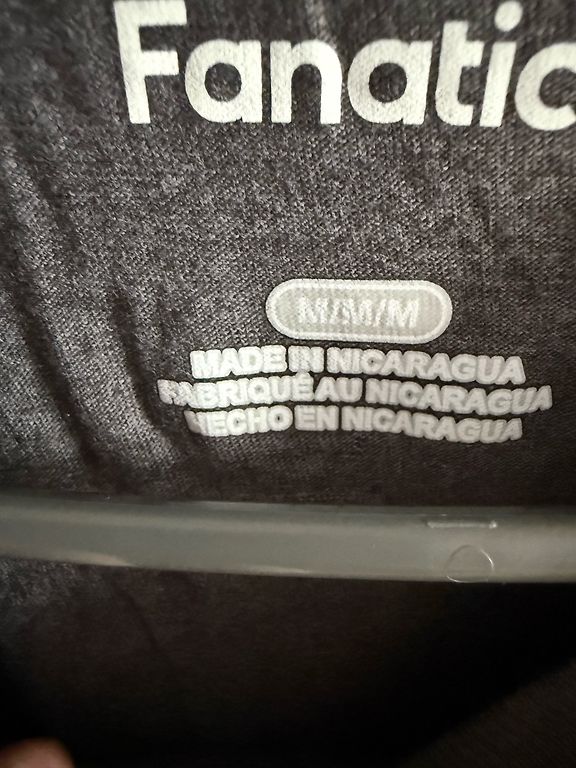 Fanatic
M/M/M
MADE IN NICARAGUA
FABRIQUÉ AU NICARAGUA
HECHO EN NICARAGUA